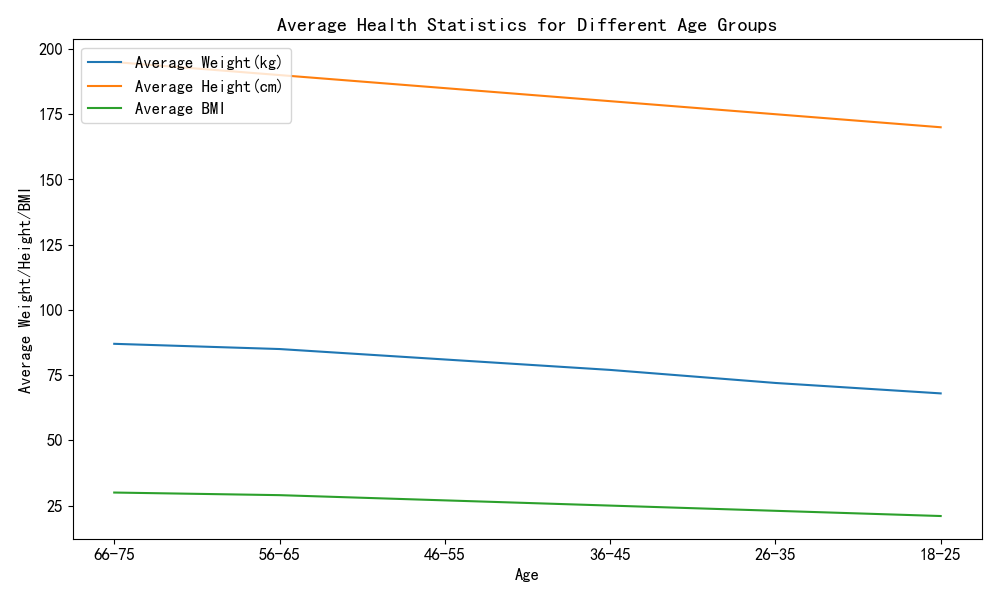 Average Health Statistics for Different Age Groups
Average Weight(kg)
Average Height(cm)
Average BMI
Average Weight/Height/BMI
200
175
150
125
100
75
50
25
66-75 56-65 46-55 36-45 26-35 18-25
Age